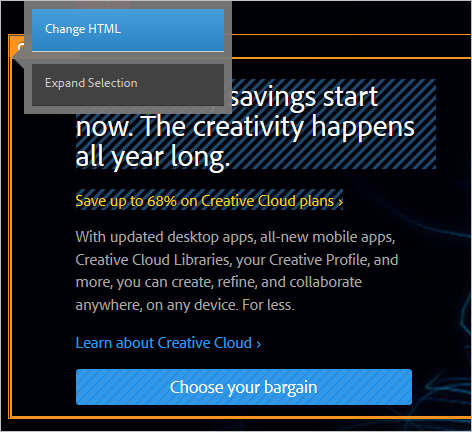 Change HTML
Expand Selection
savings start
now. The creativity happens
all year long.
Save up to 68% on Creative Cloud plans ›
With updated desktop apps, all-new mobile apps,
Creative Cloud Libraries, your Creative Profile, and
more, you can create, refine, and collaborate
anywhere, on any device. For less.
Learn about Creative Cloud ›
Choose your bargain